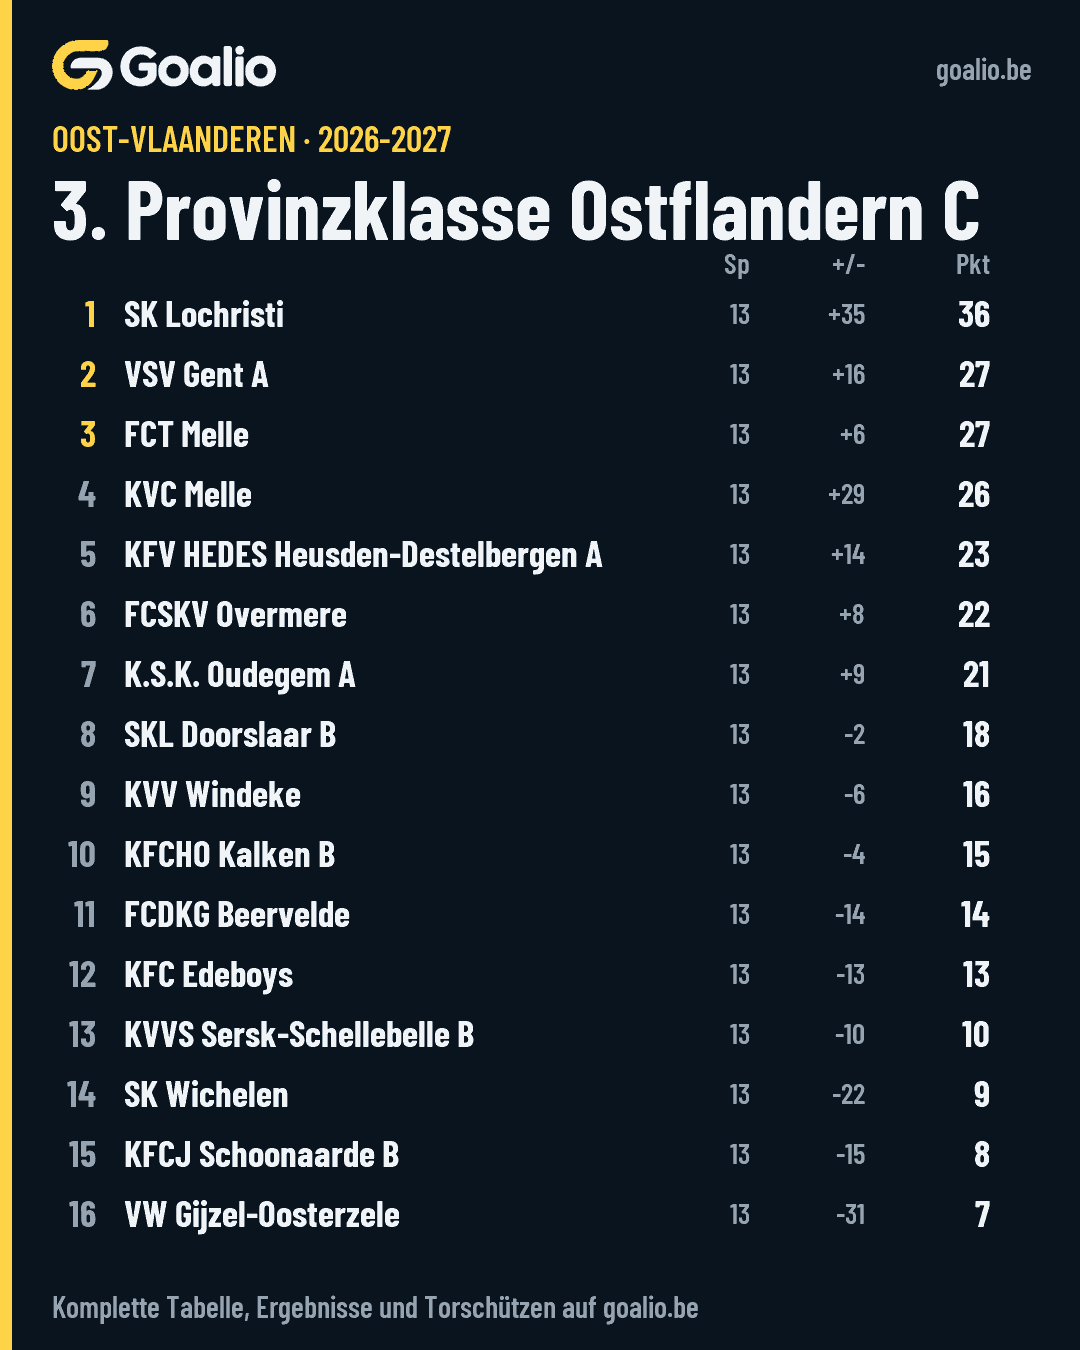 Goalio
goalio.be
OOST-VLAANDEREN · 2026-2027
3. Provinzklasse Ostflandern C
Sp +/- Pkt
1 SK Lochristi 13 +35 36
2 VSV Gent A 13 +16 27
3 FCT Melle 13 +6 27
4 KVC Melle 13 +29 26
5 KFV HEDES Heusden-Destelbergen A 13 +14 23
6 FCSKV Overmere 13 +8 22
7 K.S.K. Oudegem A 13 +9 21
8 SKL Doorslaar B 13 -2 18
9 KVV Windeke 13 -6 16
10 KFCHO Kalken B 13 -4 15
11 FCDKG Beervelde 13 -14 14
12 KFC Edeboys 13 -13 13
13 KVVS Sersk-Schellebelle B 13 -10 10
14 SK Wichelen 13 -22 9
15 KFCJ Schoonaarde B 13 -15 8
16 VW Gijzel-Oosterzele 13 -31 7
Komplette Tabelle, Ergebnisse und Torschützen auf goalio.be